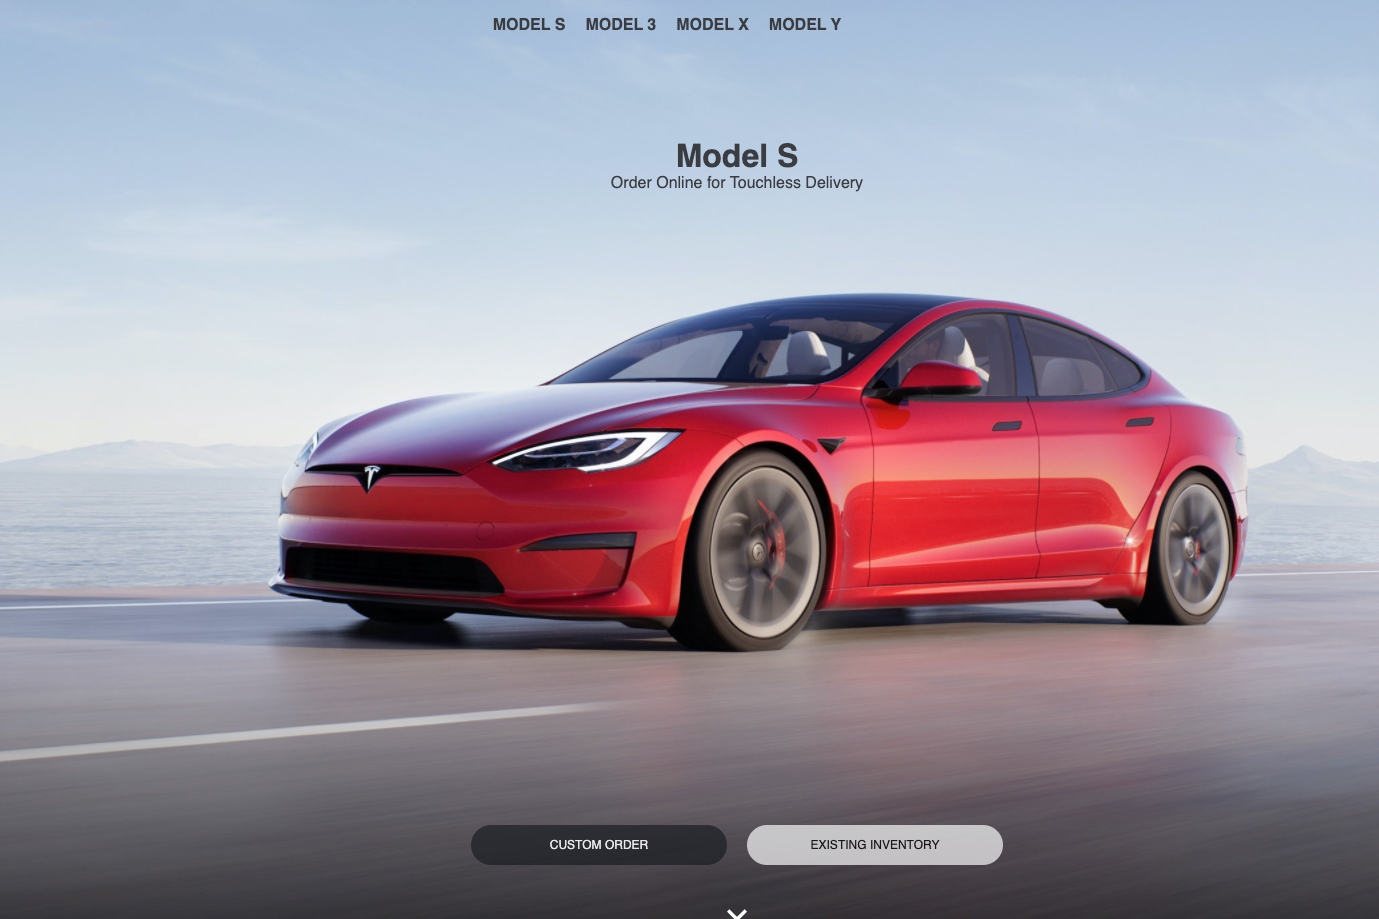 MODEL S MODEL 3 MODEL X MODEL Y
Model S
Order Online for Touchless Delivery
CUSTOM ORDER
EXISTING INVENTORY